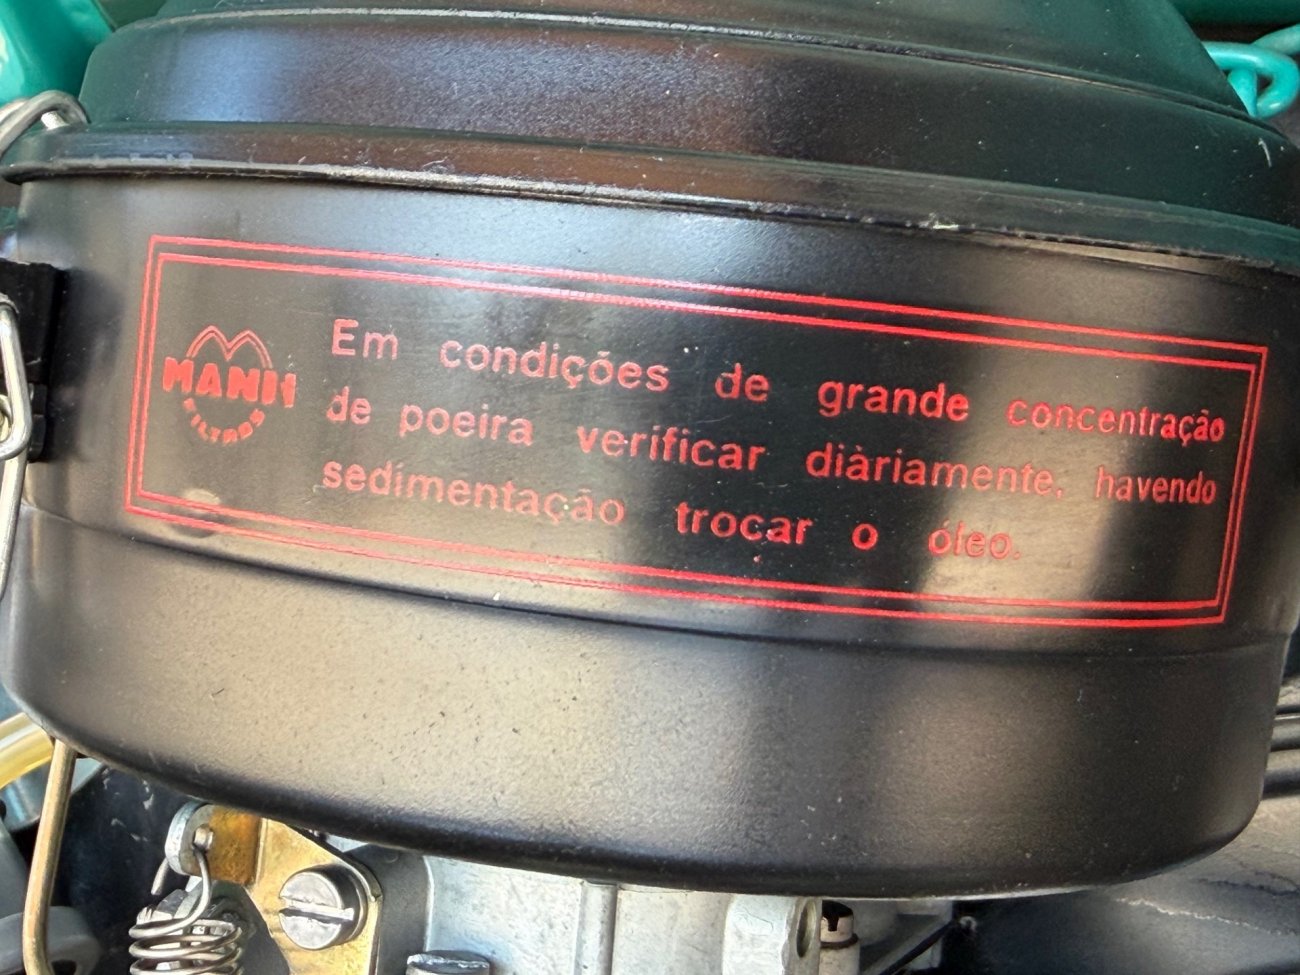 MANN
FILTROS
Em condições de grande concentração
de poeira verificar diàriamente, havendo
sedimentação trocar o óleo.